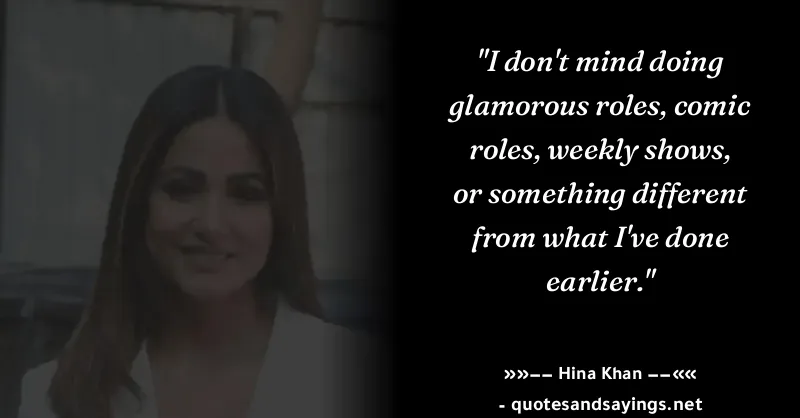 "I don't mind doing
glamorous roles, comic
roles, weekly shows,
or something different
from what I've done
earlier."
»»−− Hina Khan −−««
- quotesandsayings.net